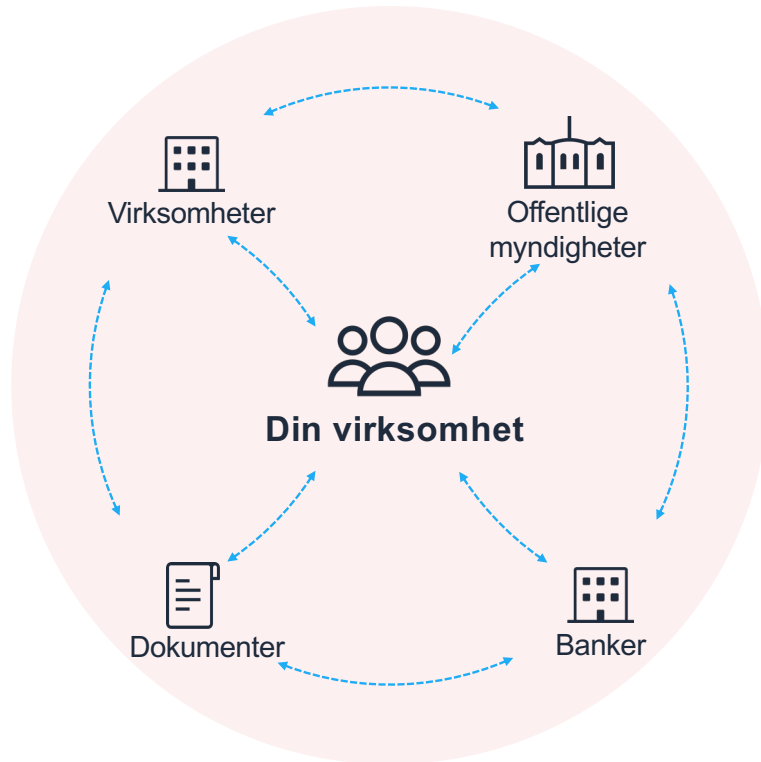 Virksomheter
Offentlige
myndigheter
Din virksomhet
Dokumenter
Banker